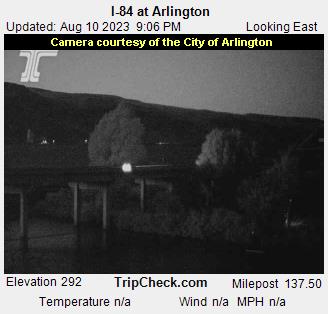 I-84 at Arlington
Updated: Aug 10 2023 9:06 PM Looking East
Camera courtesy of the City of Arlington
Elevation 292 TripCheck.com Milepost 137.50
Temperature n/a Wind n/a MPH n/a